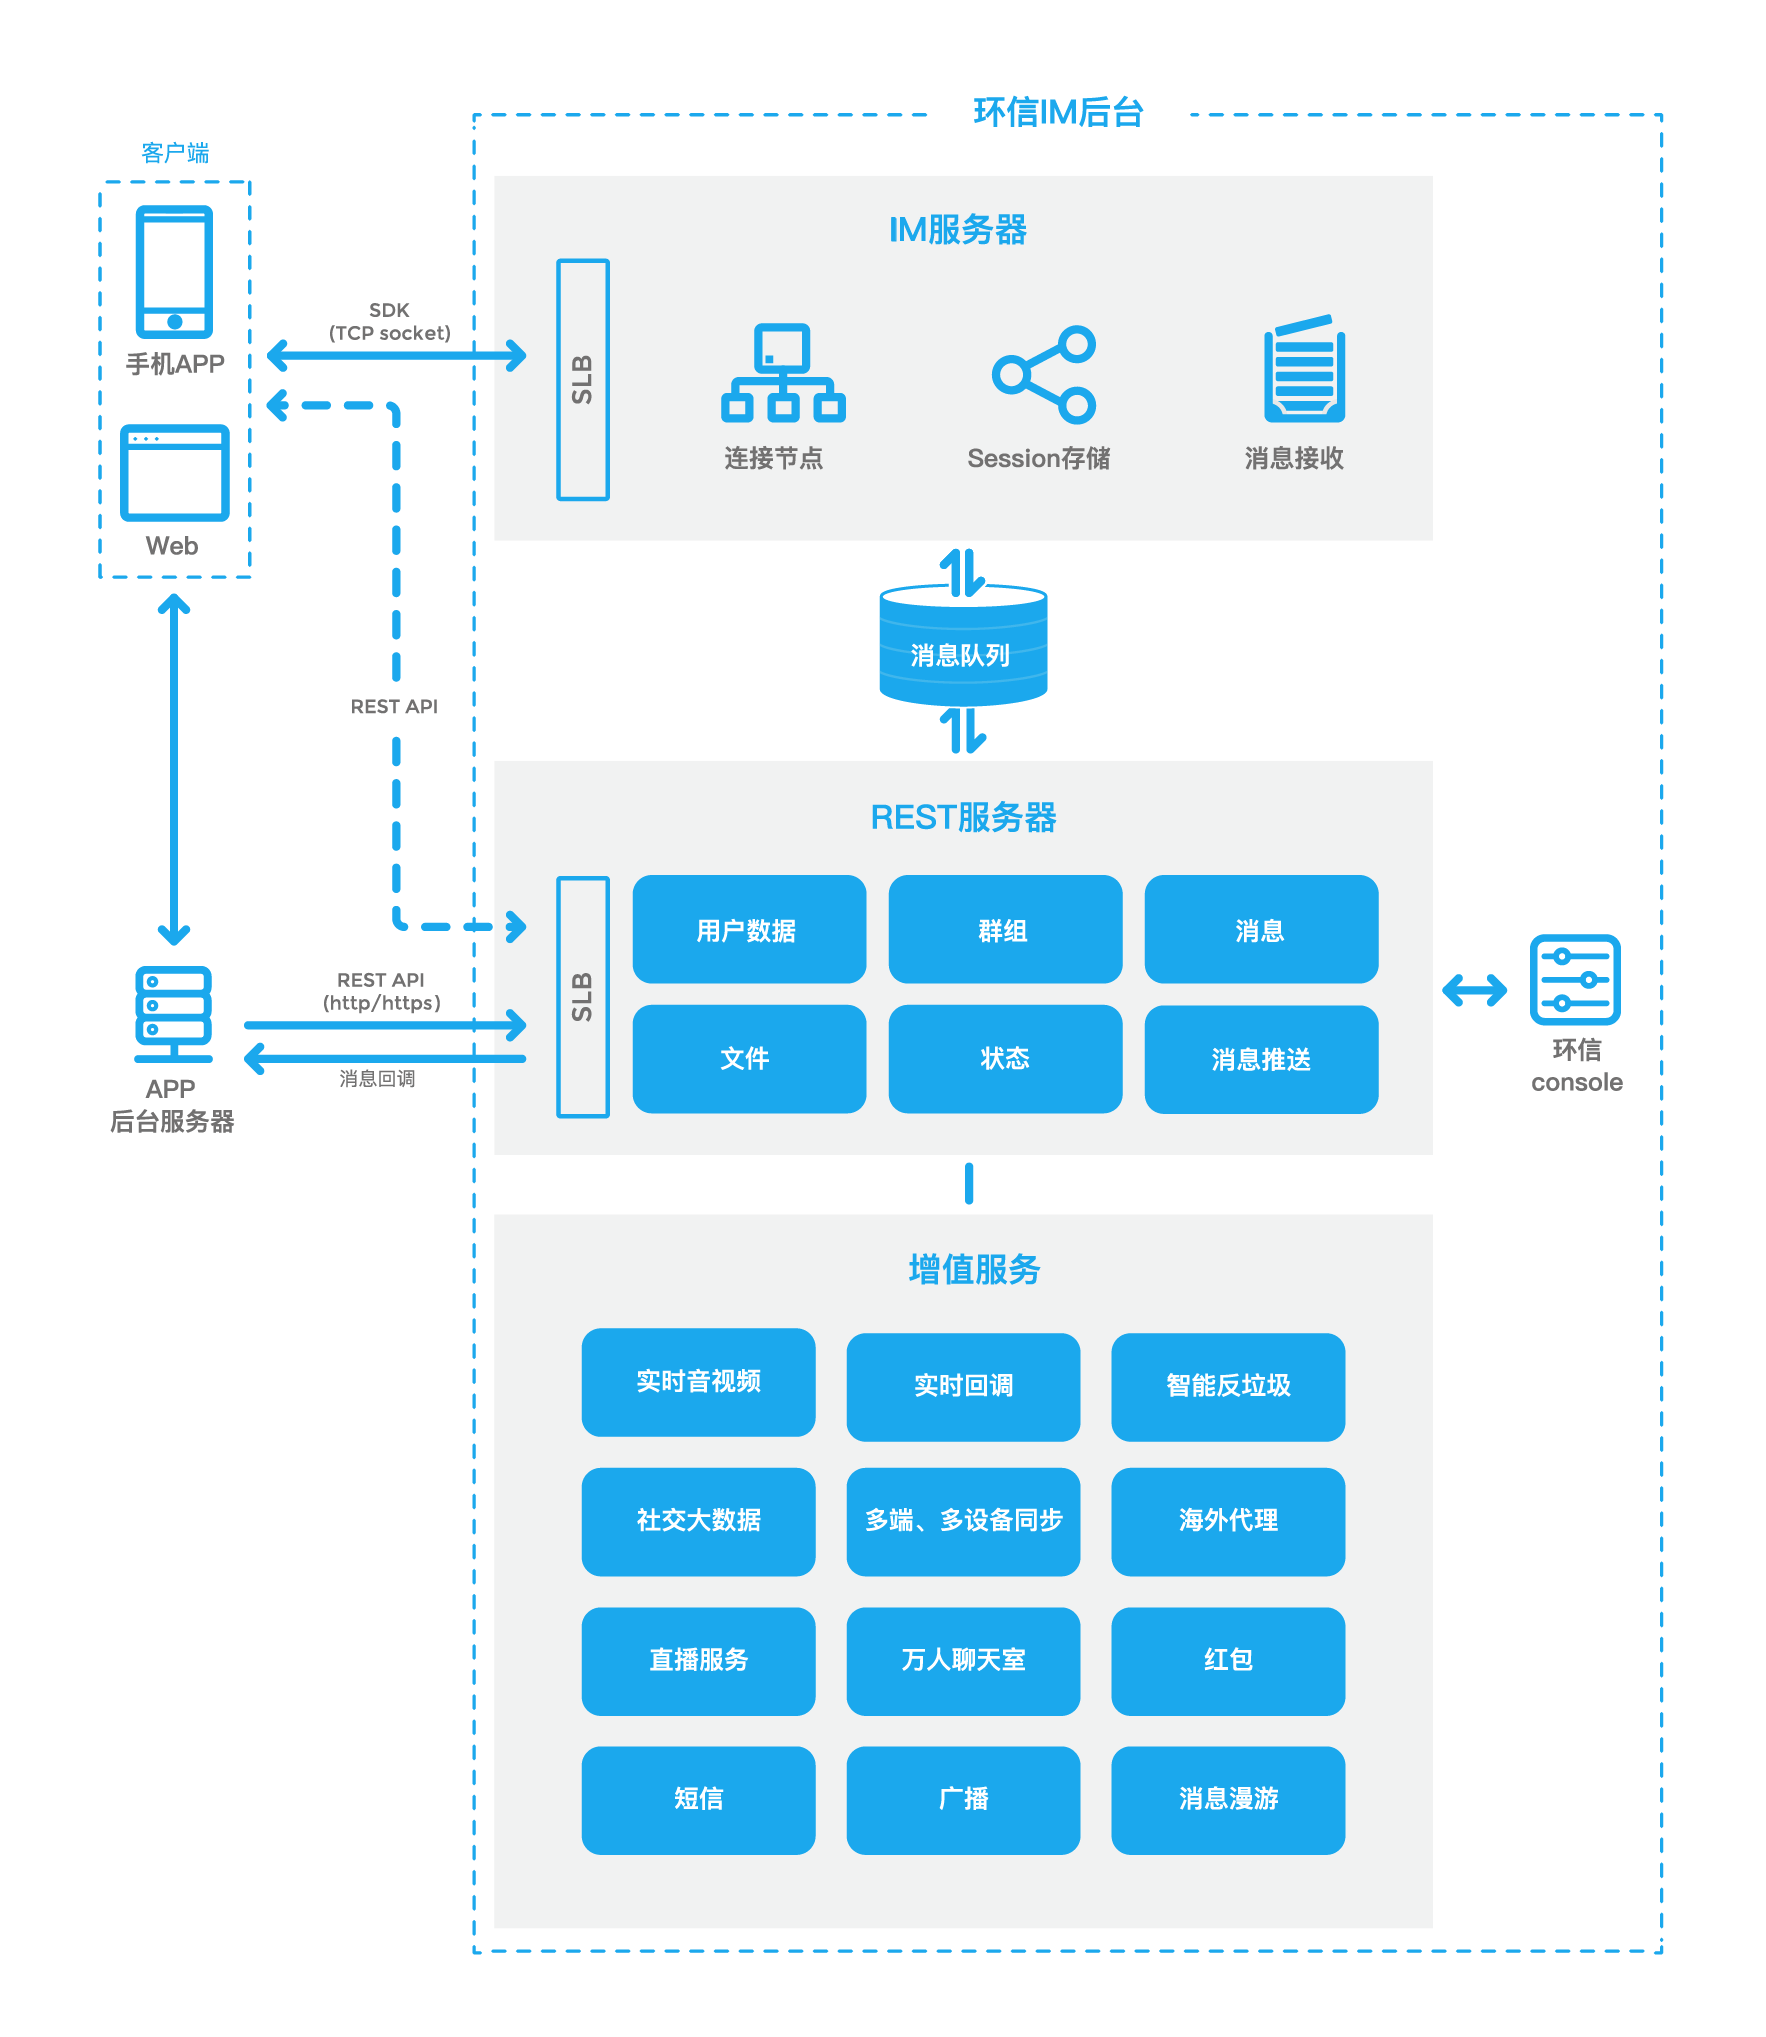 环信IM后台
客户端
手机APP
Web
SDK
(TCP socket)
REST API
IM服务器
SLB
连接节点
Session存储
消息接收
消息队列
REST服务器
SLB
用户数据
群组
消息
文件
状态
消息推送
REST API
(http/https)
消息回调
APP
后台服务器
环信
console
增值服务
实时音视频
实时回调
智能反垃圾
社交大数据
多端、多设备同步
海外代理
直播服务
万人聊天室
红包
短信
广播
消息漫游